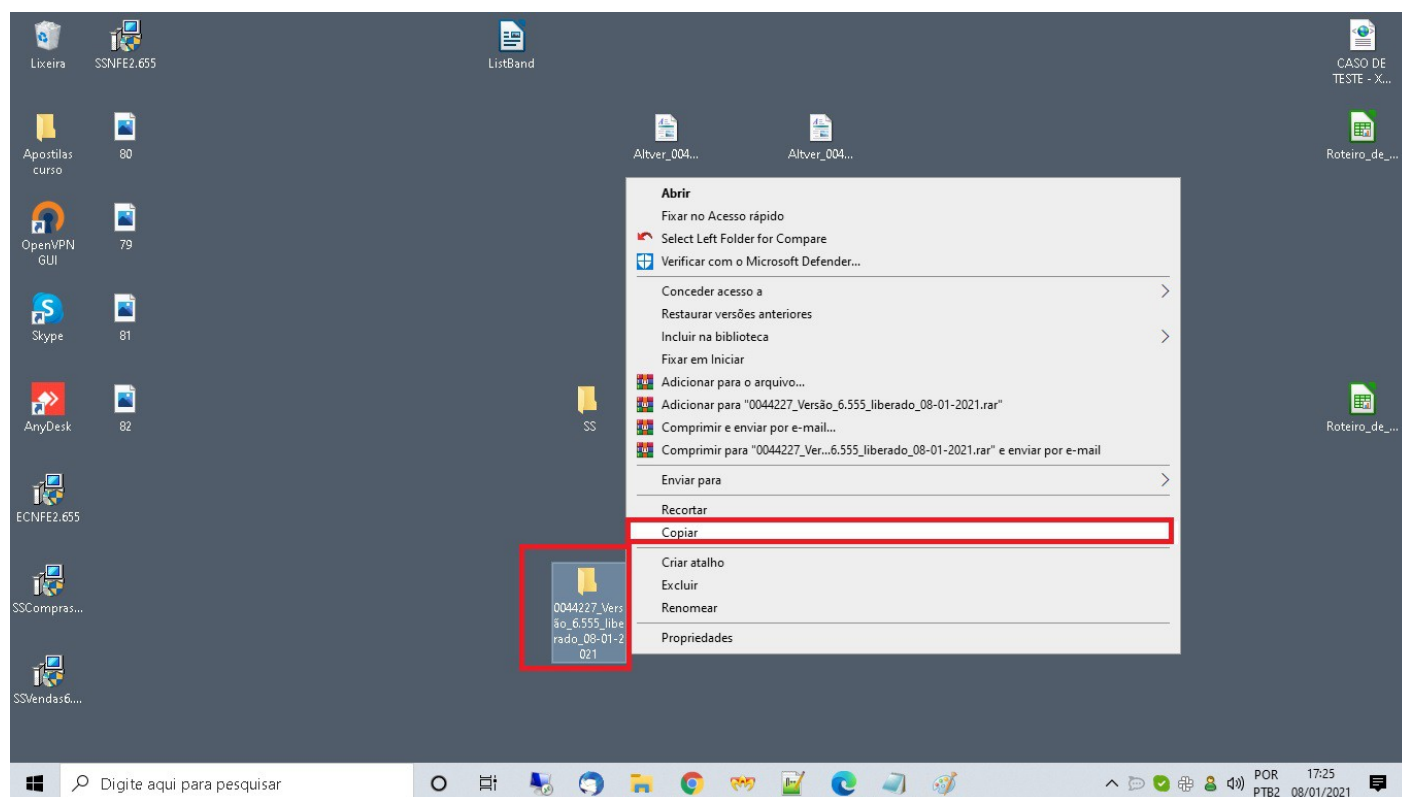 Lixeira
SSNFE2.655
ListBand
CASO DE
TESTE - X...
Apostilas
curso
80
Altver_004...
Altver_004...
Roteiro_de_...
OpenVPN
GUI
79
Skype
81
AnyDesk
82
SS
Roteiro_de_...
ECNFE2.655
SSCompras...
0044227_Vers
ão_6.555_libe
rado_08-01-2
021
SSVendas6....
Abrir
Fixar no Acesso rápido
Select Left Folder for Compare
Verificar com o Microsoft Defender...
Conceder acesso a
Restaurar versões anteriores
Incluir na biblioteca
Fixar em Iniciar
Adicionar para o arquivo...
Adicionar para "0044227_Versão_6.555_liberado_08-01-2021.rar"
Comprimir e enviar por e-mail...
Comprimir para "0044227_Ver...6.555_liberado_08-01-2021.rar" e enviar por e-mail
Enviar para
Recortar
Copiar
Criar atalho
Excluir
Renomear
Propriedades
Digite aqui para pesquisar
POR
PTB2
17:25
08/01/2021